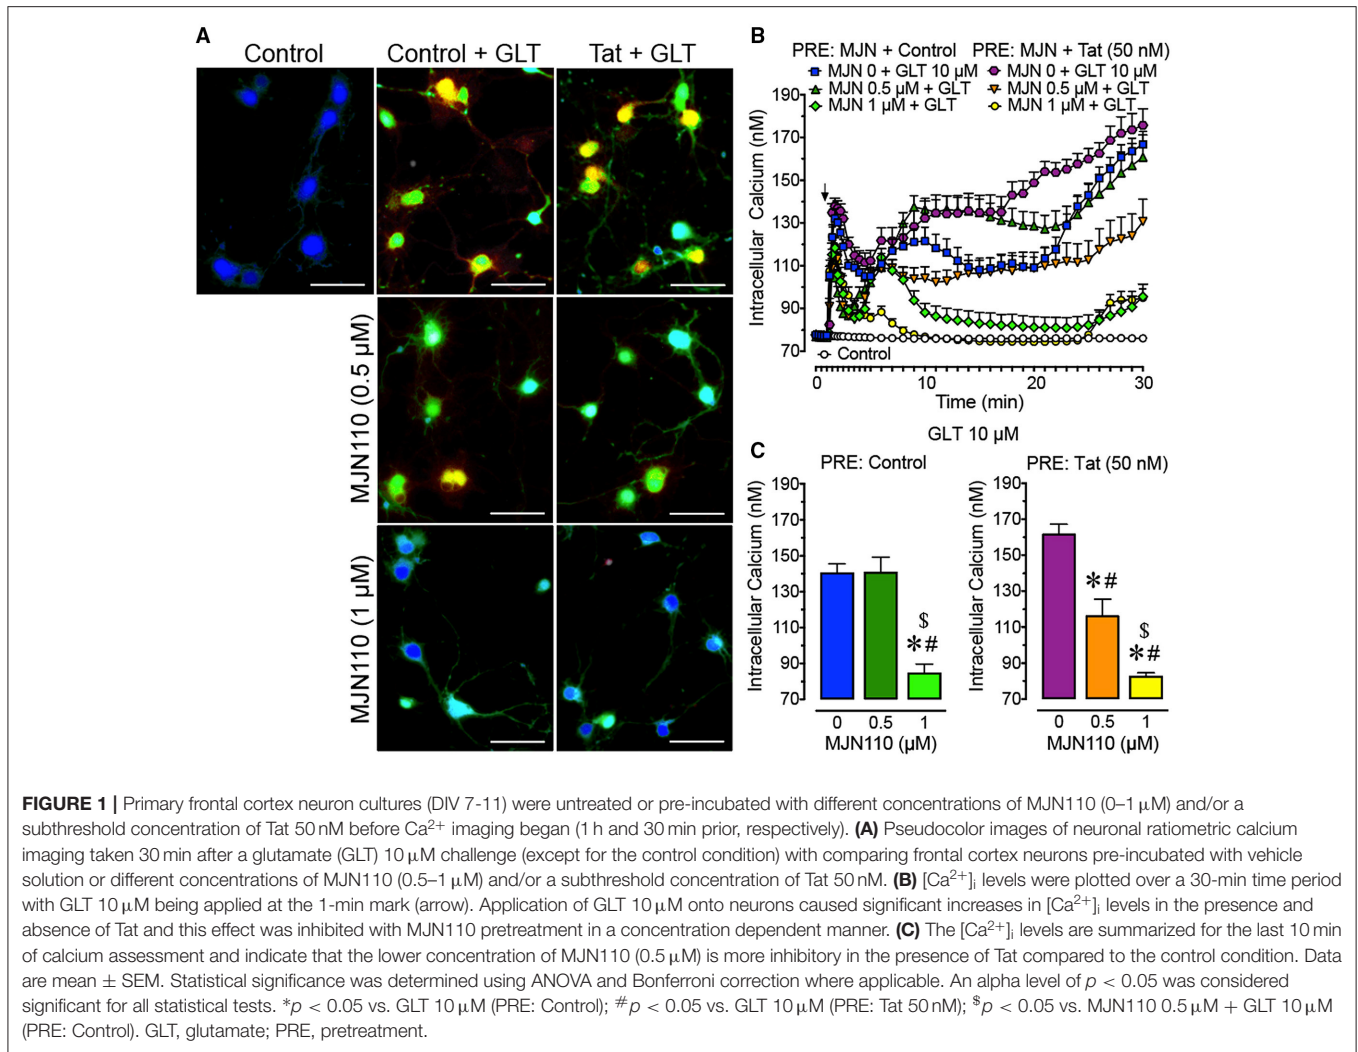 A
Control
Control + GLT
Tat + GLT
MJN110 (0.5 µM)
MJN110 (1 µM)
B
PRE: MJN + Control
PRE: MJN + Tat (50 nM)
MJN 0 + GLT 10 µM
MJN 0 + GLT 10 µM
MJN 0.5 µM + GLT
MJN 0.5 µM + GLT
MJN 1 µM + GLT
MJN 1 µM + GLT
Intracellular Calcium (nM)
190
170
150
130
110
90
70
Control
0
10
20
30
Time (min)
GLT 10 µM
C
PRE: Control
Intracellular Calcium (nM)
190
170
150
130
110
90
70
$
*#
0 0.5 1
MJN110 (µM)
PRE: Tat (50 nM)
Intracellular Calcium (nM)
190
170
150
130
110
90
70
*#
$
*#
0 0.5 1
MJN110 (µM)
FIGURE 1 | Primary frontal cortex neuron cultures (DIV 7-11) were untreated or pre-incubated with different concentrations of MJN110 (0–1 µM) and/or a
subthreshold concentration of Tat 50 nM before Ca2+ imaging began (1 h and 30 min prior, respectively). (A) Pseudocolor images of neuronal ratiometric calcium
imaging taken 30 min after a glutamate (GLT) 10 µM challenge (except for the control condition) with comparing frontal cortex neurons pre-incubated with vehicle
solution or different concentrations of MJN110 (0.5–1 µM) and/or a subthreshold concentration of Tat 50 nM. (B) [Ca2+]i levels were plotted over a 30-min time period
with GLT 10 µM being applied at the 1-min mark (arrow). Application of GLT 10 µM onto neurons caused significant increases in [Ca2+]i levels in the presence and
absence of Tat and this effect was inhibited with MJN110 pretreatment in a concentration dependent manner. (C) The [Ca2+]i levels are summarized for the last 10 min
of calcium assessment and indicate that the lower concentration of MJN110 (0.5 µM) is more inhibitory in the presence of Tat compared to the control condition. Data
are mean ± SEM. Statistical significance was determined using ANOVA and Bonferroni correction where applicable. An alpha level of p < 0.05 was considered
significant for all statistical tests. *p < 0.05 vs. GLT 10 µM (PRE: Control); #p < 0.05 vs. GLT 10 µM (PRE: Tat 50 nM); $p < 0.05 vs. MJN110 0.5 µM + GLT 10 µM
(PRE: Control). GLT, glutamate; PRE, pretreatment.